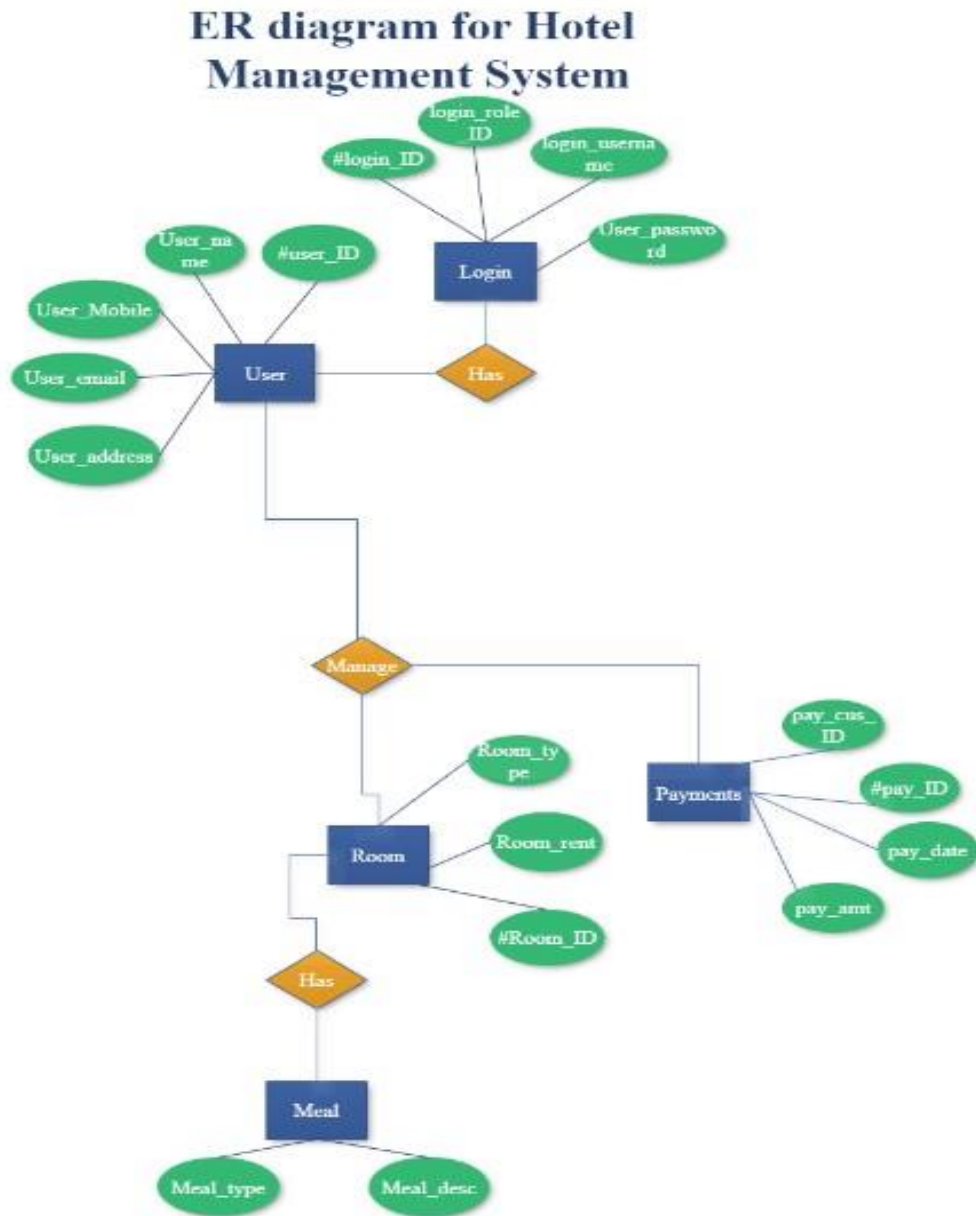 ER diagram for Hotel
Management System
login_role
_ID
#login_ID
login_userna
me
User_passwo
rd
Login
User_na
me
#user_ID
User_Mobile
User
Has
User_email
User_address
Manage
pay_cus_
ID
Room_ty
pe
Payments
#pay_ID
Room
Room_rent
pay_date
pay_amt
#Room_ID
Has
Meal
Meal_type
Meal_desc